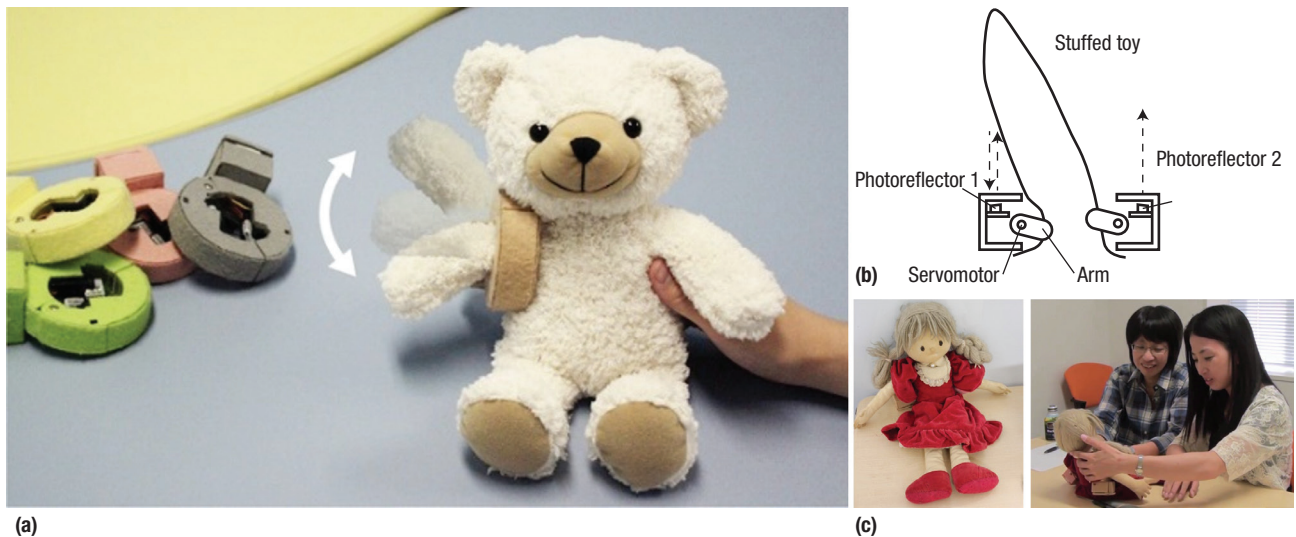 (a)
Stuffed toy
Photoreflector 2
Photoreflector 1
Servomotor
Arm
(b)
(c)